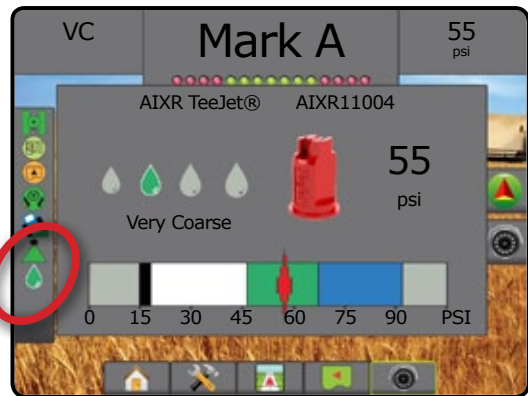 VC Mark A 55
psi
AIXR TeeJet® AIXR11004
55
psi
Very Coarse
0 15 30 45 60 75 90 PSI